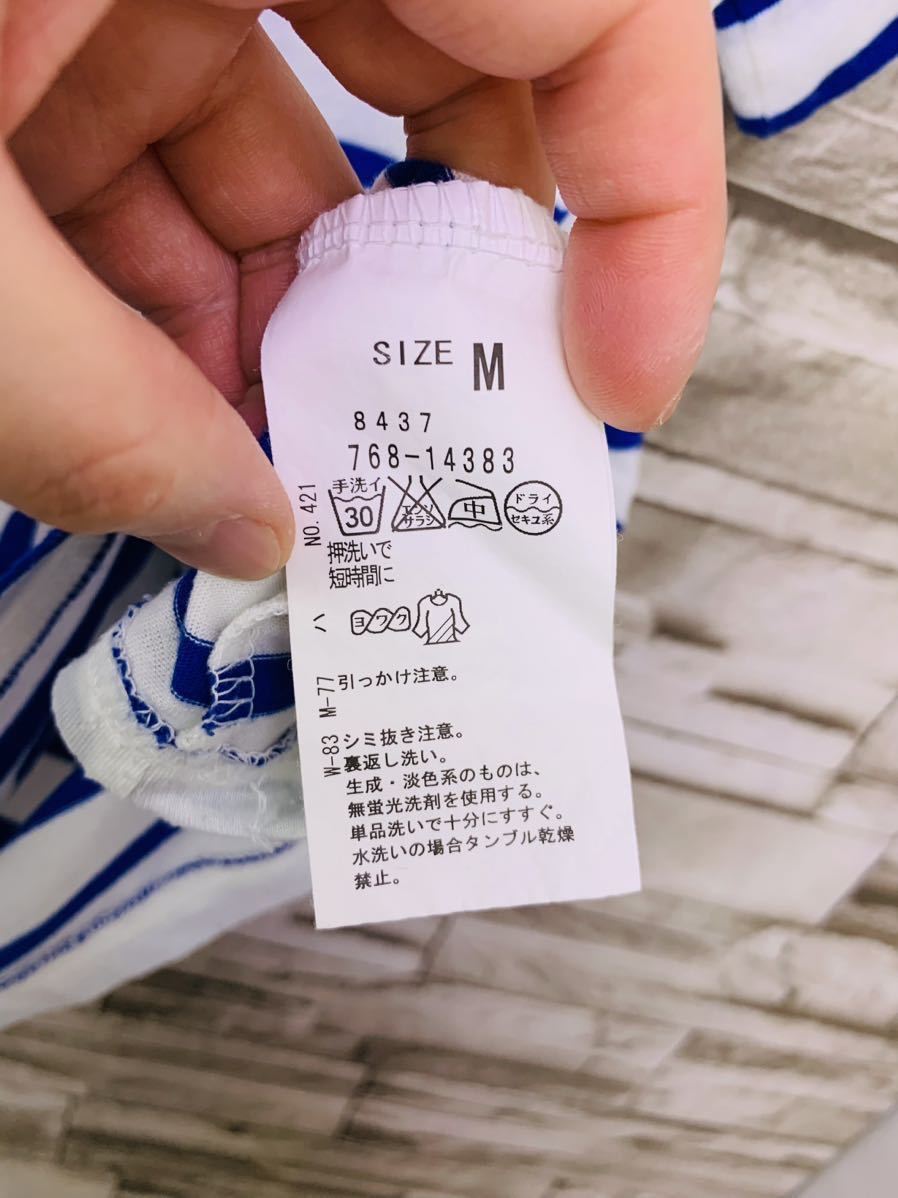 SIZE M
8437
768-14383
手洗イ
30
エンソ
サラシ
中
ドライ
セキユ系
押洗いで
短時間に
ヨワク
NO.421
ハ
M-77
W-83
引っかけ注意。
シミ抜き注意。
裏返し洗い。
生成・淡色系のものは、
無蛍光洗剤を使用する。
単品洗いで十分にすすぐ。
水洗いの場合タンブル乾燥
禁止。